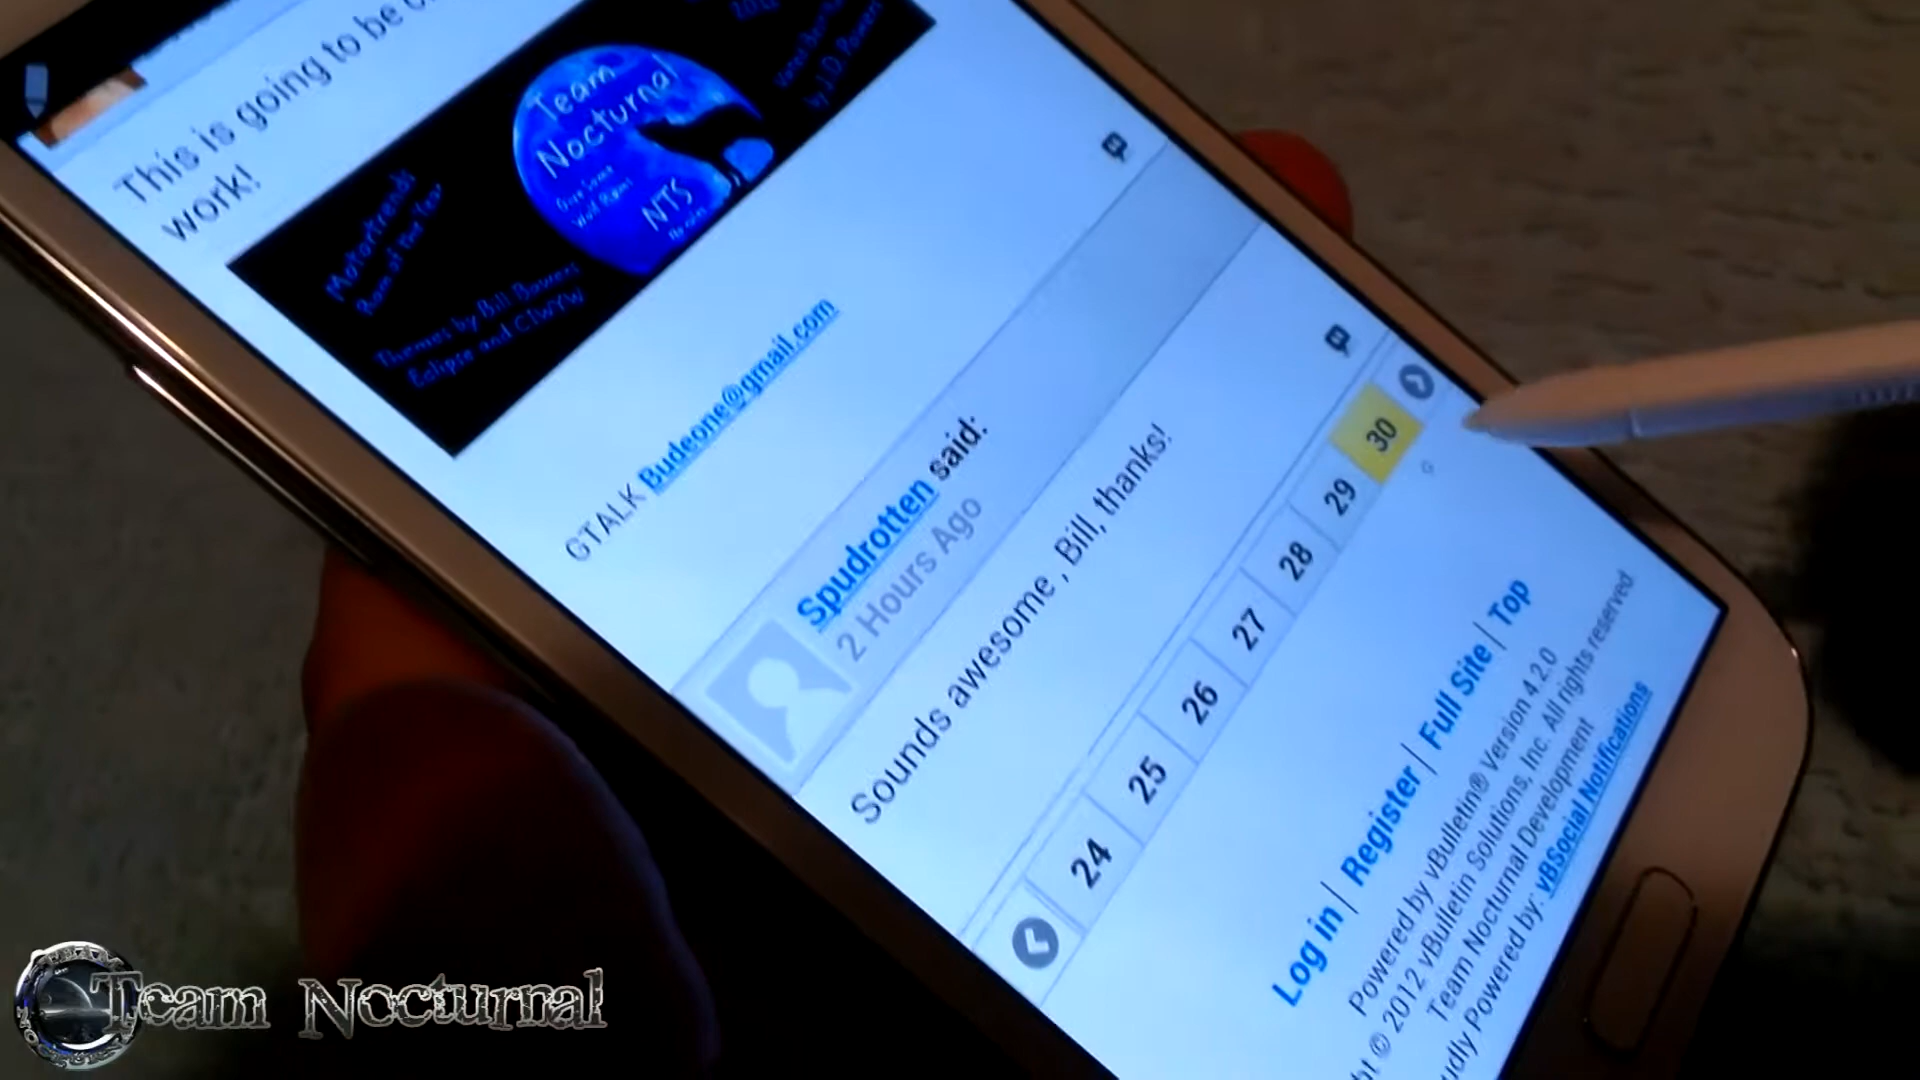 This is going to be
work!
Team
Nocturnal
NTS
Motortrends
Rom of the Year
Themes by Bill Bowers
Eclipse and CIWYW
by J.D. Power
GTALK Budeone@gmail.com
Spudrotten said:
2 Hours Ago
Sounds awesome , Bill, thanks!
24 25 26 27 28 29 30
Log in | Register | Full Site | Top
Powered by vBulletin® Version 4.2.0
© 2012 vBulletin Solutions, Inc. All rights reserved
Team Nocturnal Development
Powered by: vBSocial Notifications
Team Nocturnal